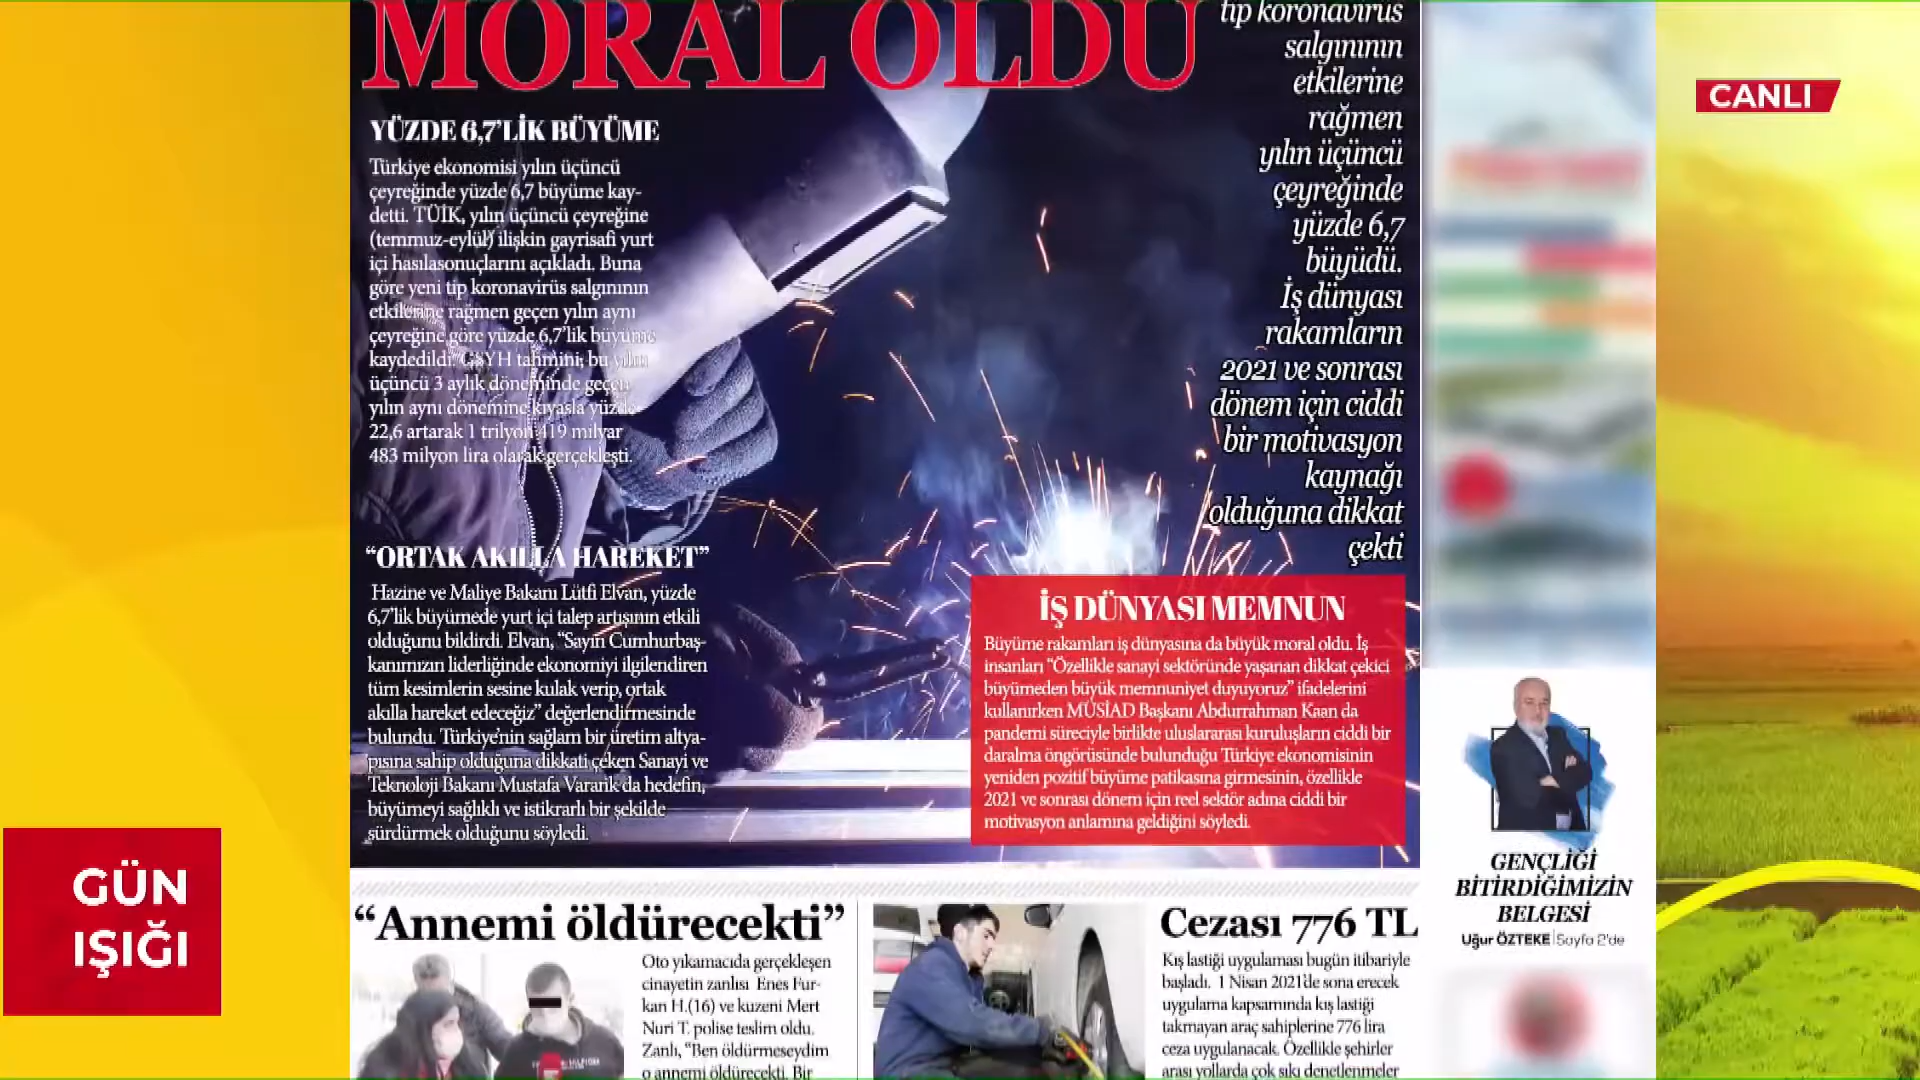 MORAL OLDU
tip koronavirüs
salgınının
etkilerine
rağmen
yılın üçüncü
çeyreğinde
yüzde 6,7
büyüdü.
İş dünyası
rakamların
2021 ve sonrası
dönem için ciddi
bir motivasyon
kaynağı
olduğuna dikkat
çekti
CANLI
YÜZDE 6,7’LİK BÜYÜME
Türkiye ekonomisi yılın üçüncü
çeyreğinde yüzde 6,7 büyüme kay-
detti. TÜİK, yılın üçüncü çeyreğine
(temmuz-eylül) ilişkin gayrisafi yurt
içi hasılasonuçlarını açıkladı. Buna
göre yeni tip koronavirüs salgınının
etkilerine rağmen geçen yılın aynı
çeyreğine göre yüzde 6,7’lik büyüme
kaydedildi. GSYH tahmini, bu yılın
üçüncü 3 aylık döneminde geçen
yılın aynı dönemine kıyasla yüzde
22,6 artarak 1 trilyon 419 milyar
483 milyon lira olarak gerçekleşti.
“ORTAK AKILLA HAREKET”
Hazine ve Maliye Bakanı Lütfi Elvan, yüzde
6,7’lik büyümede yurt içi talep artışının etkili
olduğunu bildirdi. Elvan, “Sayın Cumhurbaş-
kanımızın liderliğinde ekonomiyi ilgilendiren
tüm kesimlerin sesine kulak verip, ortak
akılla hareket edeceğiz” değerlendirmesinde
bulundu. Türkiye’nin sağlam bir üretim altya-
pısına sahip olduğuna dikkati çeken Sanayi ve
Teknoloji Bakanı Mustafa Varank da hedefin,
büyümeyi sağlıklı ve istikrarlı bir şekilde
sürdürmek olduğunu söyledi.
İŞ DÜNYASI MEMNUN
Büyüme rakamları iş dünyasına da büyük moral oldu. İş
insanları “Özellikle sanayi sektöründe yaşanan dikkat çekici
büyümeden büyük memnuniyet duyuyoruz” ifadelerini
kullanırken MÜSİAD Başkanı Abdurrahman Kaan da
pandemi süreciyle birlikte uluslararası kuruluşların ciddi bir
daralma öngörüsünde bulunduğu Türkiye ekonomisinin
yeniden pozitif büyüme patikasına girmesinin, özellikle
2021 ve sonrası dönem için reel sektör adına ciddi bir
motivasyon anlamına geldiğini söyledi.
GENÇLİĞİ
BİTİRDİĞİMİZİN
BELGESİ
Uğur ÖZTEKE Sayfa 2’de
GÜN
IŞIĞI
“Annemi öldürecekti”
Oto yıkamacıda gerçekleşen
cinayetin zanlısı Enes Fur-
kan H.(16) ve kuzeni Mert
Nuri T. polise teslim oldu.
Zanlı, “Ben öldürmeseydim
o annemi öldürecekti. Bir
Cezası 776 TL
Kış lastiği uygulaması bugün itibariyle
başladı. 1 Nisan 2021’de sona erecek
uygulama kapsamında kış lastiği
takmayan araç sahiplerine 776 lira
ceza uygulanacak. Özellikle şehirler
arası yollarda çok sıkı denetlenmeler